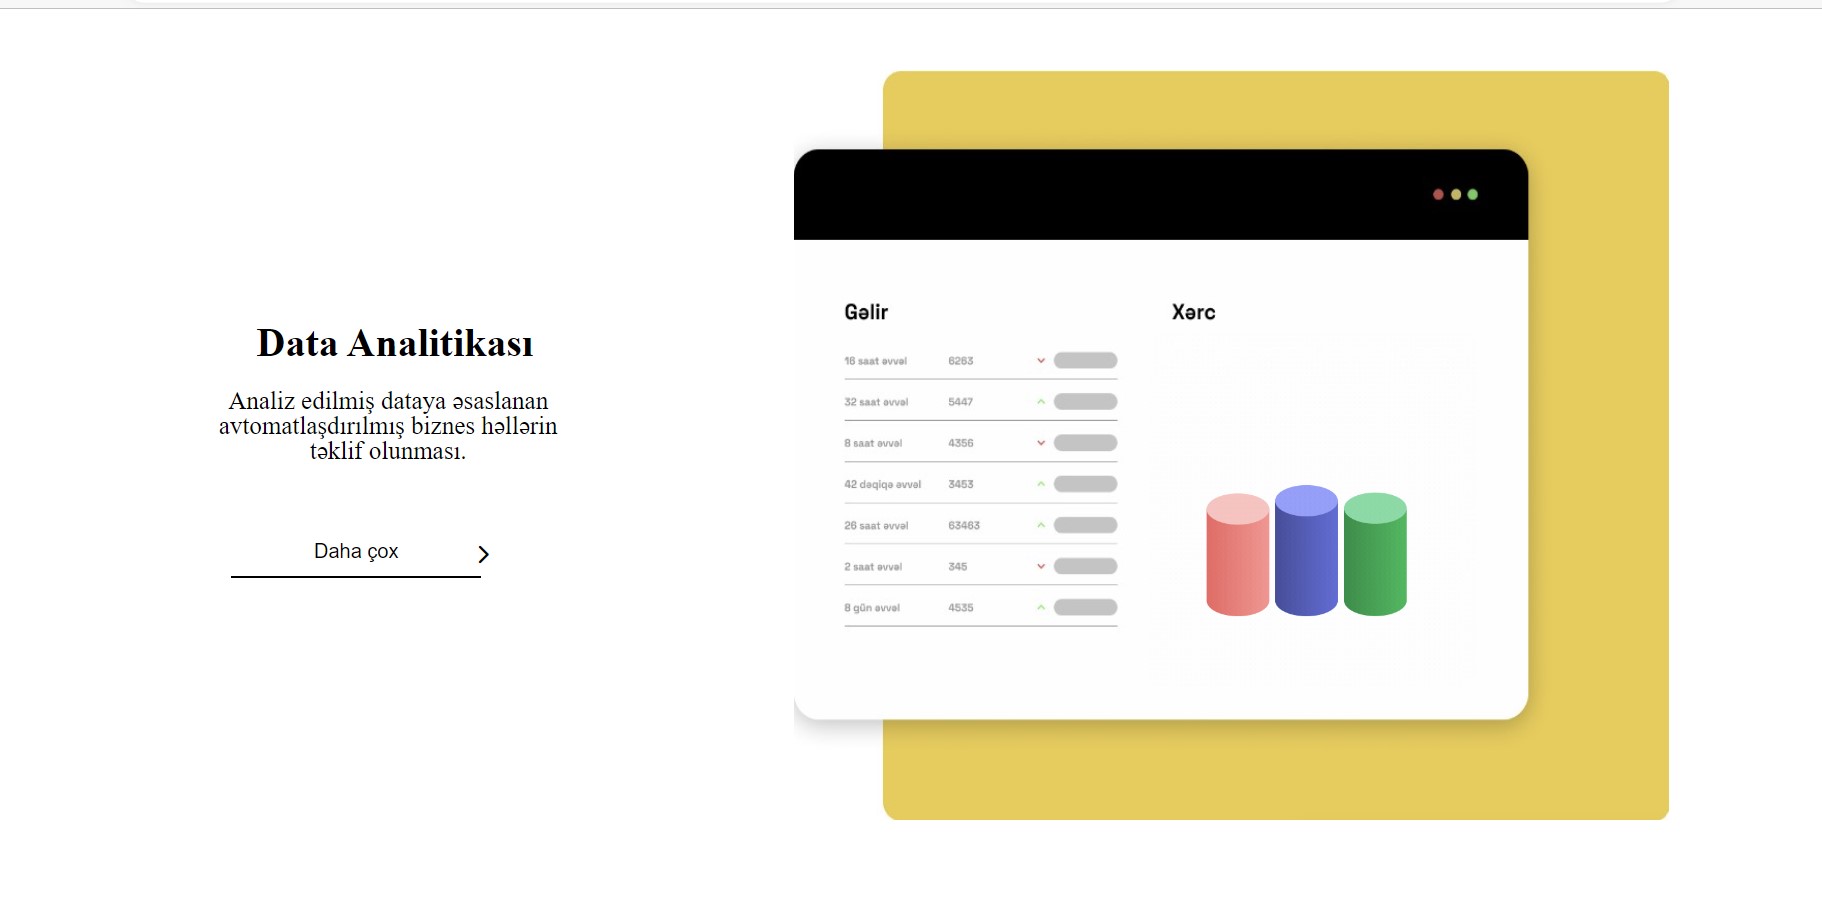 Data Analitikası
Analiz edilmiş dataya əsaslanan
avtomatlaşdırılmış biznes həllərin
təklif olunması.
Daha çox
Gəlir
16 saat əvvəl 6263
32 saat əvvəl 5447
8 saat əvvəl 4356
42 dəqiqə əvvəl 3453
26 saat əvvəl 63463
2 saat əvvəl 345
8 gün əvvəl 4535
Xərc